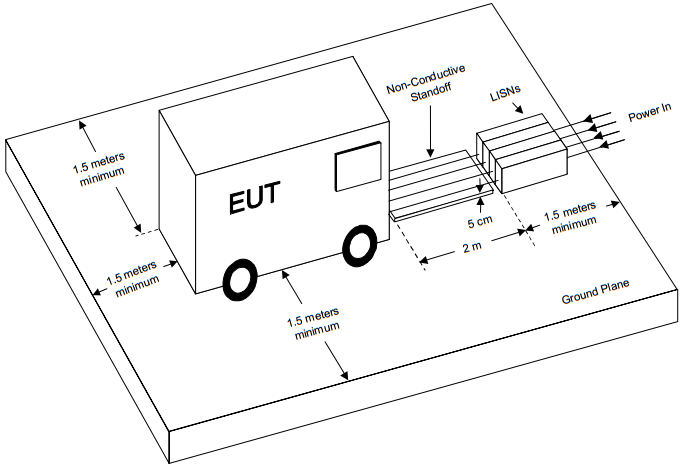 Non-Conductive
Standoff
LISNs
Power In
1.5 meters
minimum
EUT
5 cm
1.5 meters
minimum
2 m
1.5 meters
minimum
Ground Plane
1.5 meters
minimum